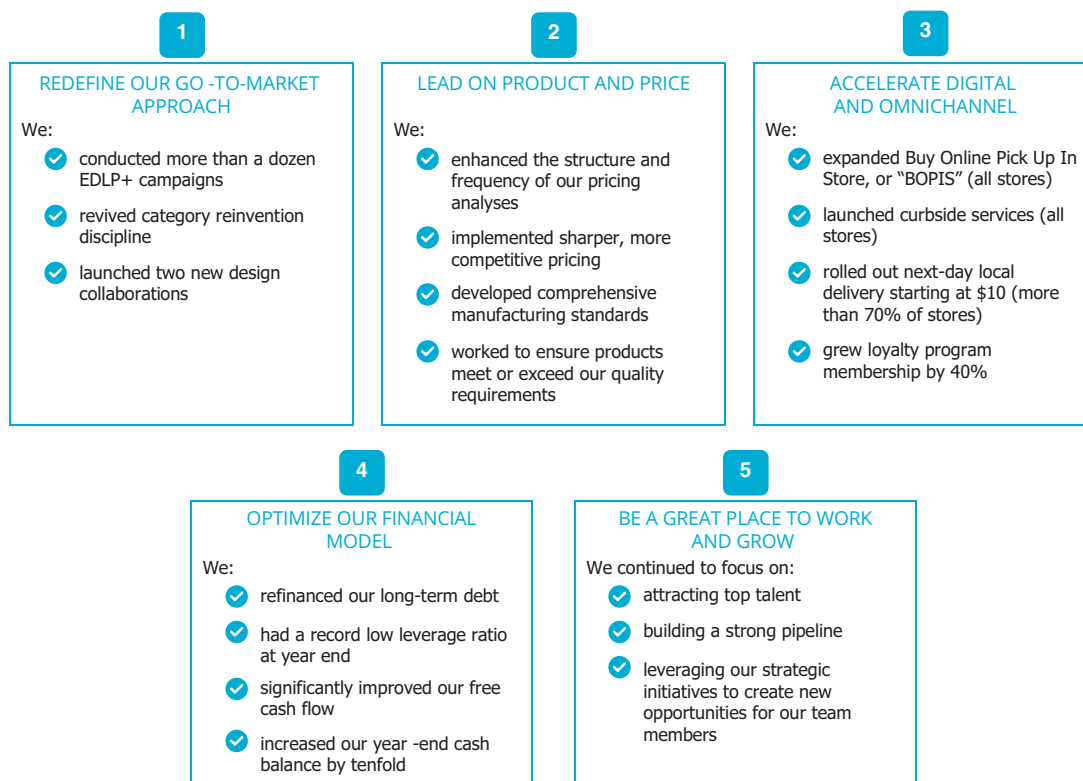 1
REDEFINE OUR GO -TO-MARKET
APPROACH
We:
conducted more than a dozen
EDLP+ campaigns
revived category reinvention
discipline
launched two new design
collaborations
2
LEAD ON PRODUCT AND PRICE
We:
enhanced the structure and
frequency of our pricing
analyses
implemented sharper, more
competitive pricing
developed comprehensive
manufacturing standards
worked to ensure products
meet or exceed our quality
requirements
3
ACCELERATE DIGITAL
AND OMNICHANNEL
We:
expanded Buy Online Pick Up In
Store, or “BOPIS” (all stores)
launched curbside services (all
stores)
rolled out next-day local
delivery starting at $10 (more
than 70% of stores)
grew loyalty program
membership by 40%
4
OPTIMIZE OUR FINANCIAL
MODEL
We:
refinanced our long-term debt
had a record low leverage ratio
at year end
significantly improved our free
cash flow
increased our year -end cash
balance by tenfold
5
BE A GREAT PLACE TO WORK
AND GROW
We continued to focus on:
attracting top talent
building a strong pipeline
leveraging our strategic
initiatives to create new
opportunities for our team
members